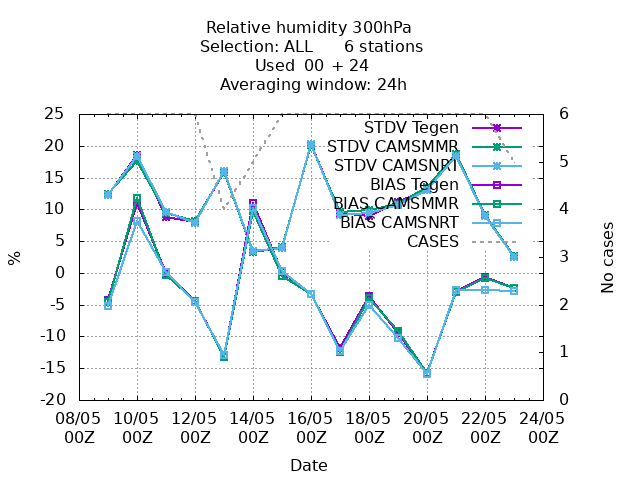 Relative humidity 300hPa
Selection: ALL 6 stations
Used 00 + 24
Averaging window: 24h
25 6
STDV Tegen
20 STDV CAMSMMR
STDV CAMSNRT 5
15
BIAS Tegen
10 BIAS CAMSMMR 4
BIAS CAMSNRT
5 CASES
3
0
-5 2
-10
1
-15
-20 0
% No cases
08/05 10/05 12/05 14/05 16/05 18/05 20/05 22/05 24/05
00Z 00Z 00Z 00Z 00Z 00Z 00Z 00Z 00Z
Date